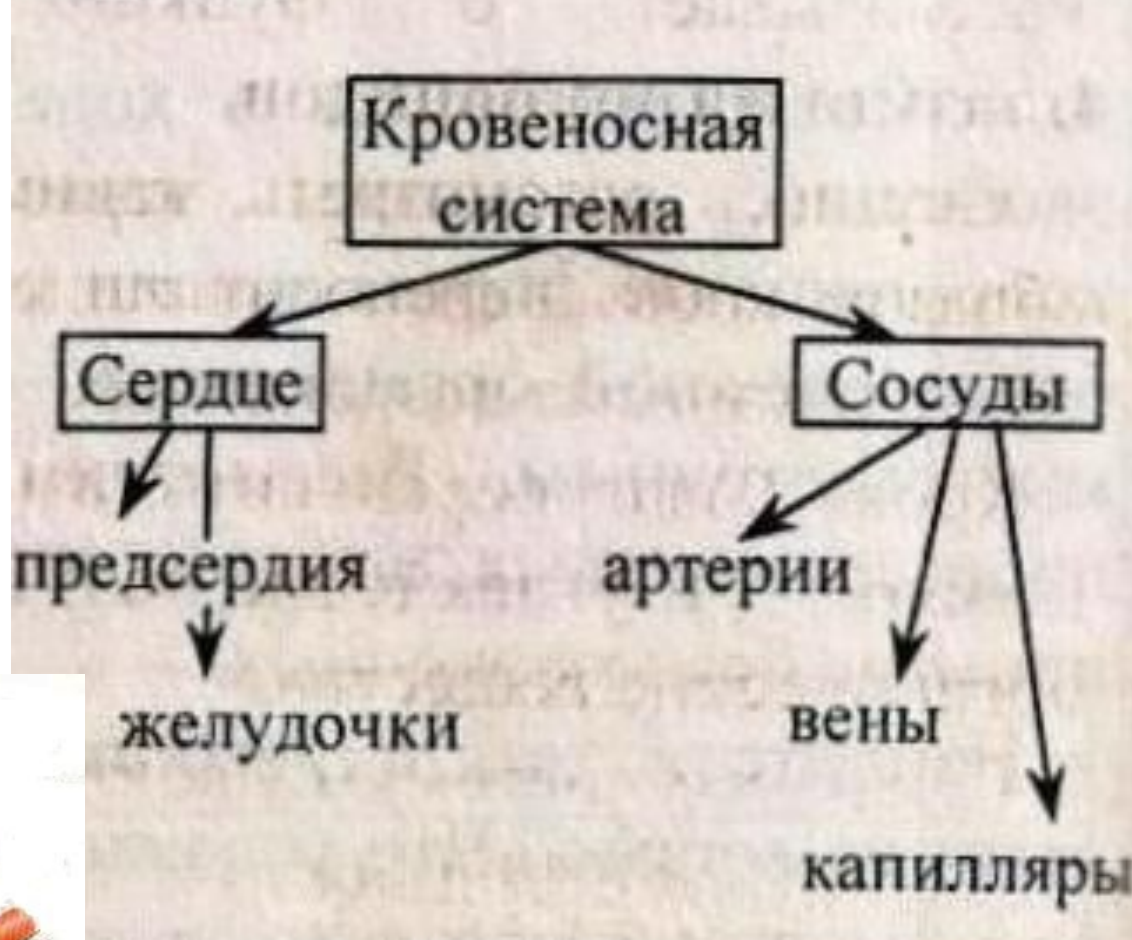 Кровеносная
система
Сердце
Сосуды
предсердия
артерии
желудочки
вены
капилляры